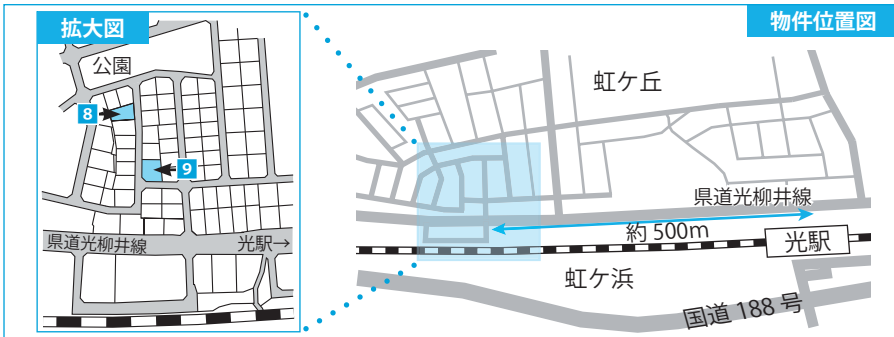 拡大図
物件位置図
公園
8
9
県道光柳井線
光駅→
虹ケ丘
県道光柳井線
約 500m
光駅
虹ケ浜
国道 188 号